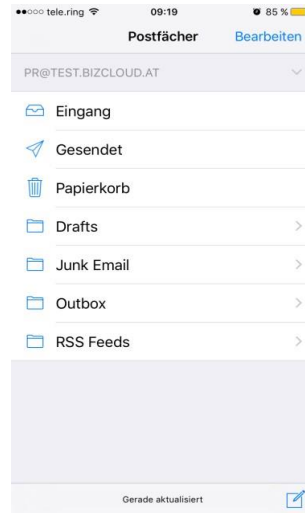 tele.ring 09:19 85 %
Postfächer Bearbeiten
PR@TEST.BIZCLOUD.AT
Eingang
Gesendet
Papierkorb
Drafts
Junk Email
Outbox
RSS Feeds
Gerade aktualisiert